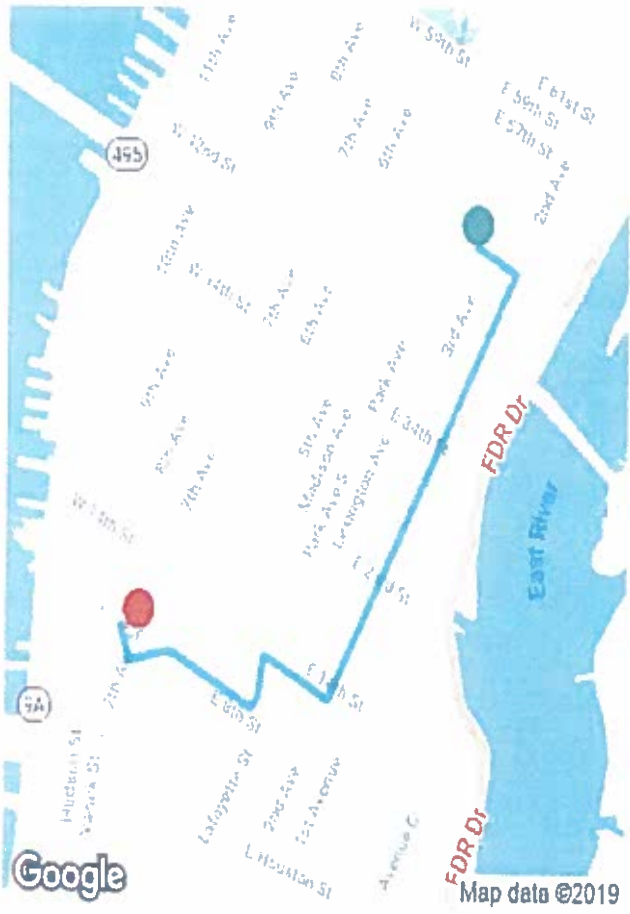 W 59th St
E 61st St
E 59th St
E 57th St
11th Ave
9th Ave
8th Ave
7th Ave
6th Ave
2nd Ave
W 42nd St
495
10th Ave
W 34th St
7th Ave
6th Ave
3rd Ave
9th Ave
8th Ave
7th Ave
Park Ave
5th Ave
Madison Ave
Park Ave S
Lexington Ave
E 34th
FDR Dr
East River
W 14th St
E 23rd St
9A
7th A
E 8th St
E 14th St
Hudson St
Varick St
Lafayette St
2nd Ave
1st Avenue
Avenue C
E Houston St
FDR Dr
Google
Map data ©2019